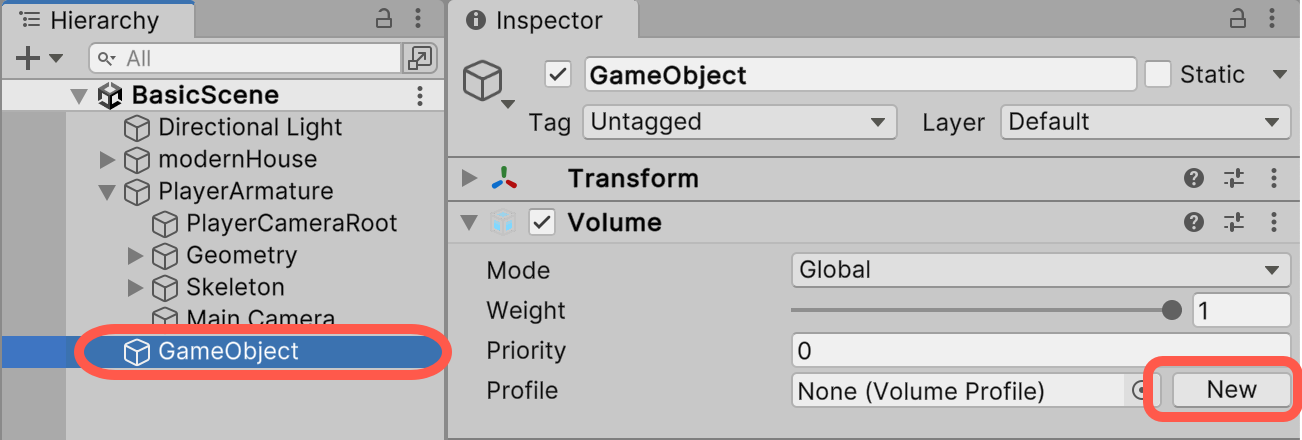 Hierarchy
All
BasicScene
Directional Light
modernHouse
PlayerArmature
PlayerCameraRoot
Geometry
Skeleton
Main Camera
GameObject
Inspector
GameObject
Static
Tag Untagged Layer Default
Transform
Volume
Mode Global
Weight 1
Priority 0
Profile None (Volume Profile) New